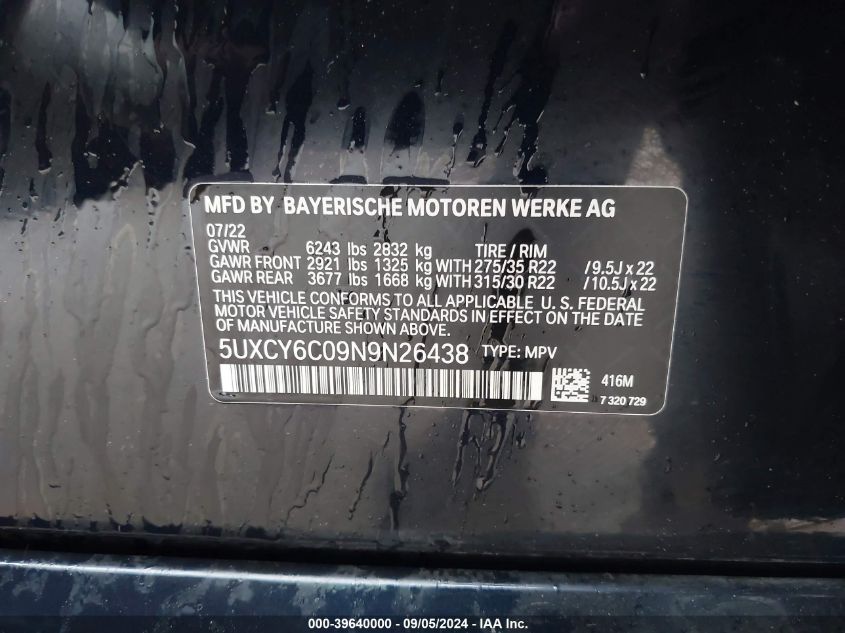 MFD BY BAYERISCHE MOTOREN WERKE AG
07/22
GVWR 6243 lbs 2832 kg TIRE / RIM
GAWR FRONT 2921 lbs 1325 kg WITH 275/35 R22 /9.5J x 22
GAWR REAR 3677 lbs 1668 kg WITH 315/30 R22 /10.5J x 22
THIS VEHICLE CONFORMS TO ALL APPLICABLE U. S. FEDERAL
MOTOR VEHICLE SAFETY STANDARDS IN EFFECT ON THE DATE
OF MANUFACTURE SHOWN ABOVE.
5UXCY6C09N9N26438 TYPE: MPV
416M
7 320 729
000-39640000 - 09/05/2024 - IAA Inc.